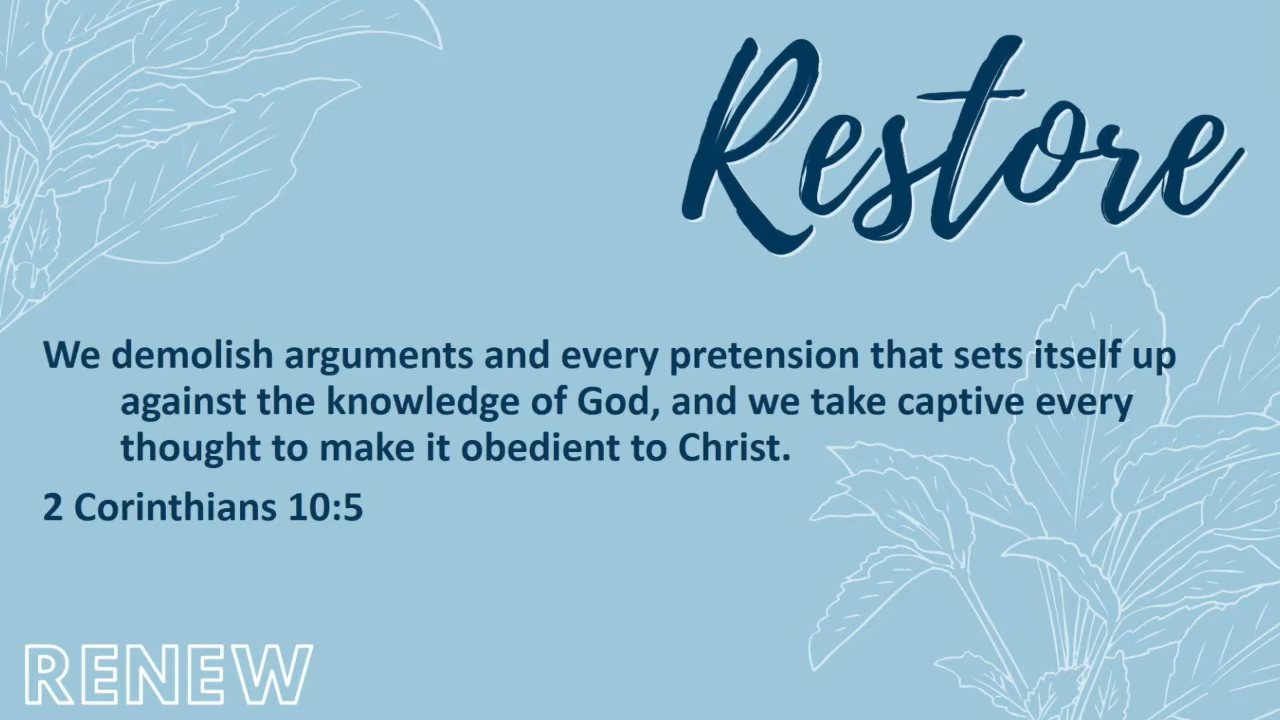 Restore
We demolish arguments and every pretension that sets itself up
against the knowledge of God, and we take captive every
thought to make it obedient to Christ.
2 Corinthians 10:5
RENEW